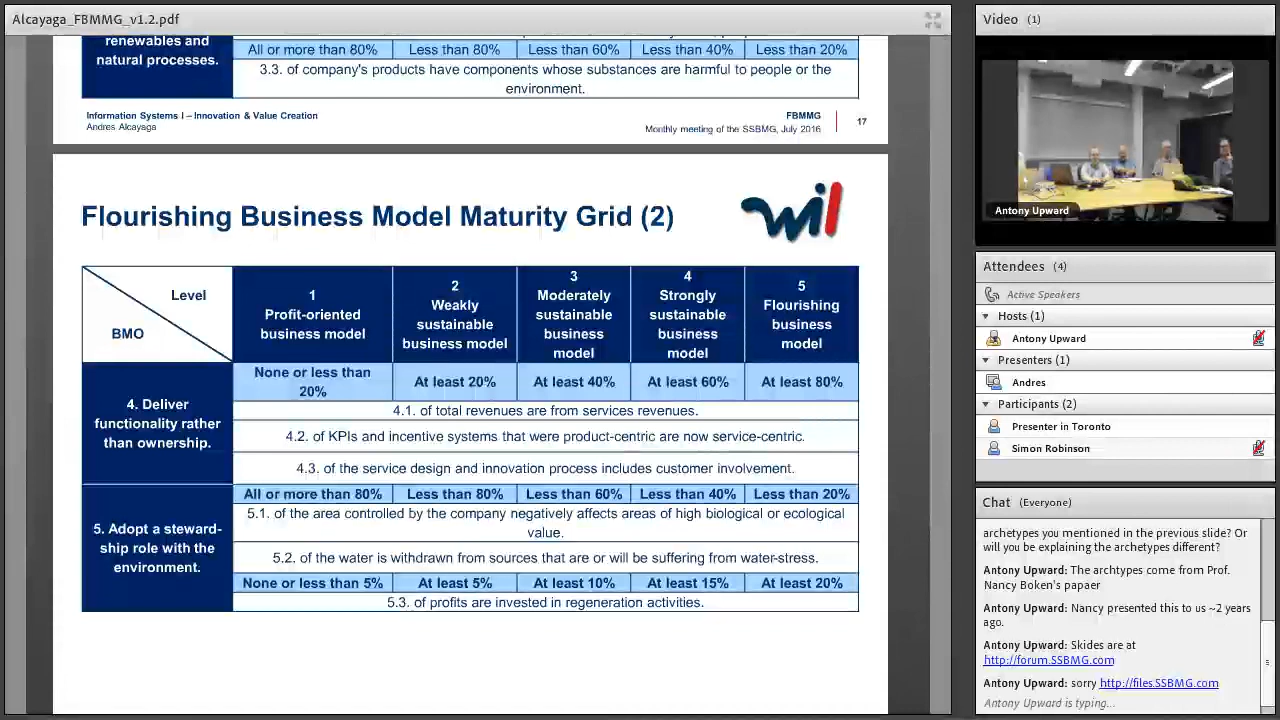 Alcayaga_FBMMG_v1.2.pdf
renewables and
natural processes.
All or more than 80%
Less than 80%
Less than 60%
Less than 40%
Less than 20%
3.3. of company's products have components whose substances are harmful to people or the
environment.
Information Systems I – Innovation & Value Creation
Andres Alcayaga
FBMMG
Monthly meeting of the SSBMG, July 2016
17
Flourishing Business Model Maturity Grid (2)
wil
Level
BMO
1
Profit-oriented
business model
2
Weakly
sustainable
business model
3
Moderately
sustainable
business
model
4
Strongly
sustainable
business
model
5
Flourishing
business
model
4. Deliver
functionality rather
than ownership.
None or less than
20%
At least 20%
At least 40%
At least 60%
At least 80%
4.1. of total revenues are from services revenues.
4.2. of KPIs and incentive systems that were product-centric are now service-centric.
4.3. of the service design and innovation process includes customer involvement.
5. Adopt a steward-
ship role with the
environment.
All or more than 80%
Less than 80%
Less than 60%
Less than 40%
Less than 20%
5.1. of the area controlled by the company negatively affects areas of high biological or ecological
value.
5.2. of the water is withdrawn from sources that are or will be suffering from water-stress.
None or less than 5%
At least 5%
At least 10%
At least 15%
At least 20%
5.3. of profits are invested in regeneration activities.
Video (1)
Antony Upward
Attendees (4)
Active Speakers
Hosts (1)
Antony Upward
Presenters (1)
Andres
Participants (2)
Presenter in Toronto
Simon Robinson
Chat (Everyone)
archetypes you mentioned in the previous slide? Or
will you be explaining the archetypes different?
Antony Upward: The archtypes come from Prof.
Nancy Boken's papaer
Antony Upward: Nancy presented this to us ~2 years
ago.
Antony Upward: Skides are at
http://forum.SSBMG.com
Antony Upward: sorry http://files.SSBMG.com
Antony Upward is typing...